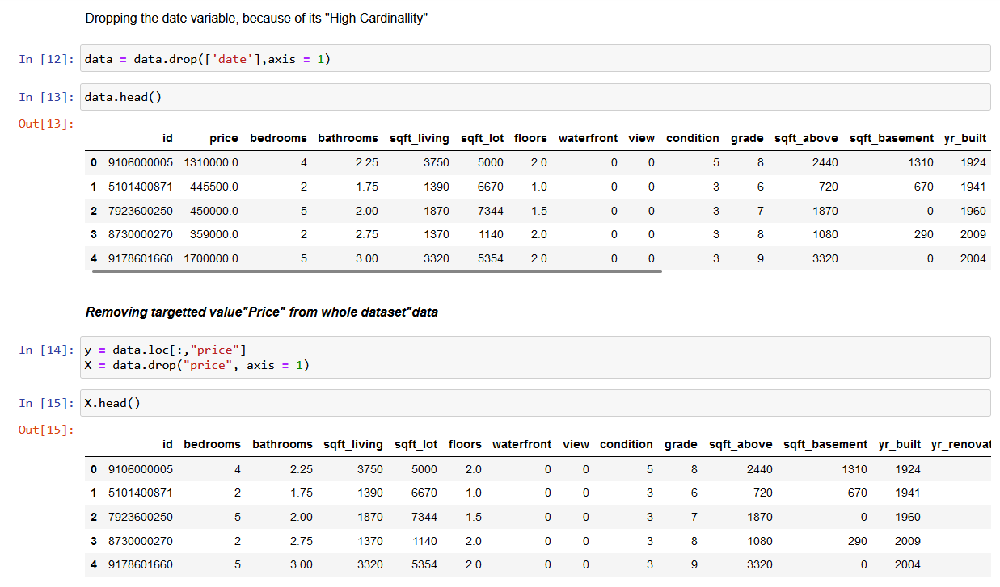 Dropping the date variable, because of its "High Cardinallity"
In [12]: data = data.drop(['date'],axis = 1)
In [13]: data.head()
Out[13]:
id price bedrooms bathrooms sqft_living sqft_lot floors waterfront view condition grade sqft_above sqft_basement yr_built
0 9106000005 1310000.0 4 2.25 3750 5000 2.0 0 0 5 8 2440 1310 1924
1 5101400871 445500.0 2 1.75 1390 6670 1.0 0 0 3 6 720 670 1941
2 7923600250 450000.0 5 2.00 1870 7344 1.5 0 0 3 7 1870 0 1960
3 8730000270 359000.0 2 2.75 1370 1140 2.0 0 0 3 8 1080 290 2009
4 9178601660 1700000.0 5 3.00 3320 5354 2.0 0 0 3 9 3320 0 2004
Removing targetted value"Price" from whole dataset"data
In [14]: y = data.loc[:,"price"]
X = data.drop("price", axis = 1)
In [15]: X.head()
Out[15]:
id bedrooms bathrooms sqft_living sqft_lot floors waterfront view condition grade sqft_above sqft_basement yr_built yr_renovat
0 9106000005 4 2.25 3750 5000 2.0 0 0 5 8 2440 1310 1924
1 5101400871 2 1.75 1390 6670 1.0 0 0 3 6 720 670 1941
2 7923600250 5 2.00 1870 7344 1.5 0 0 3 7 1870 0 1960
3 8730000270 2 2.75 1370 1140 2.0 0 0 3 8 1080 290 2009
4 9178601660 5 3.00 3320 5354 2.0 0 0 3 9 3320 0 2004